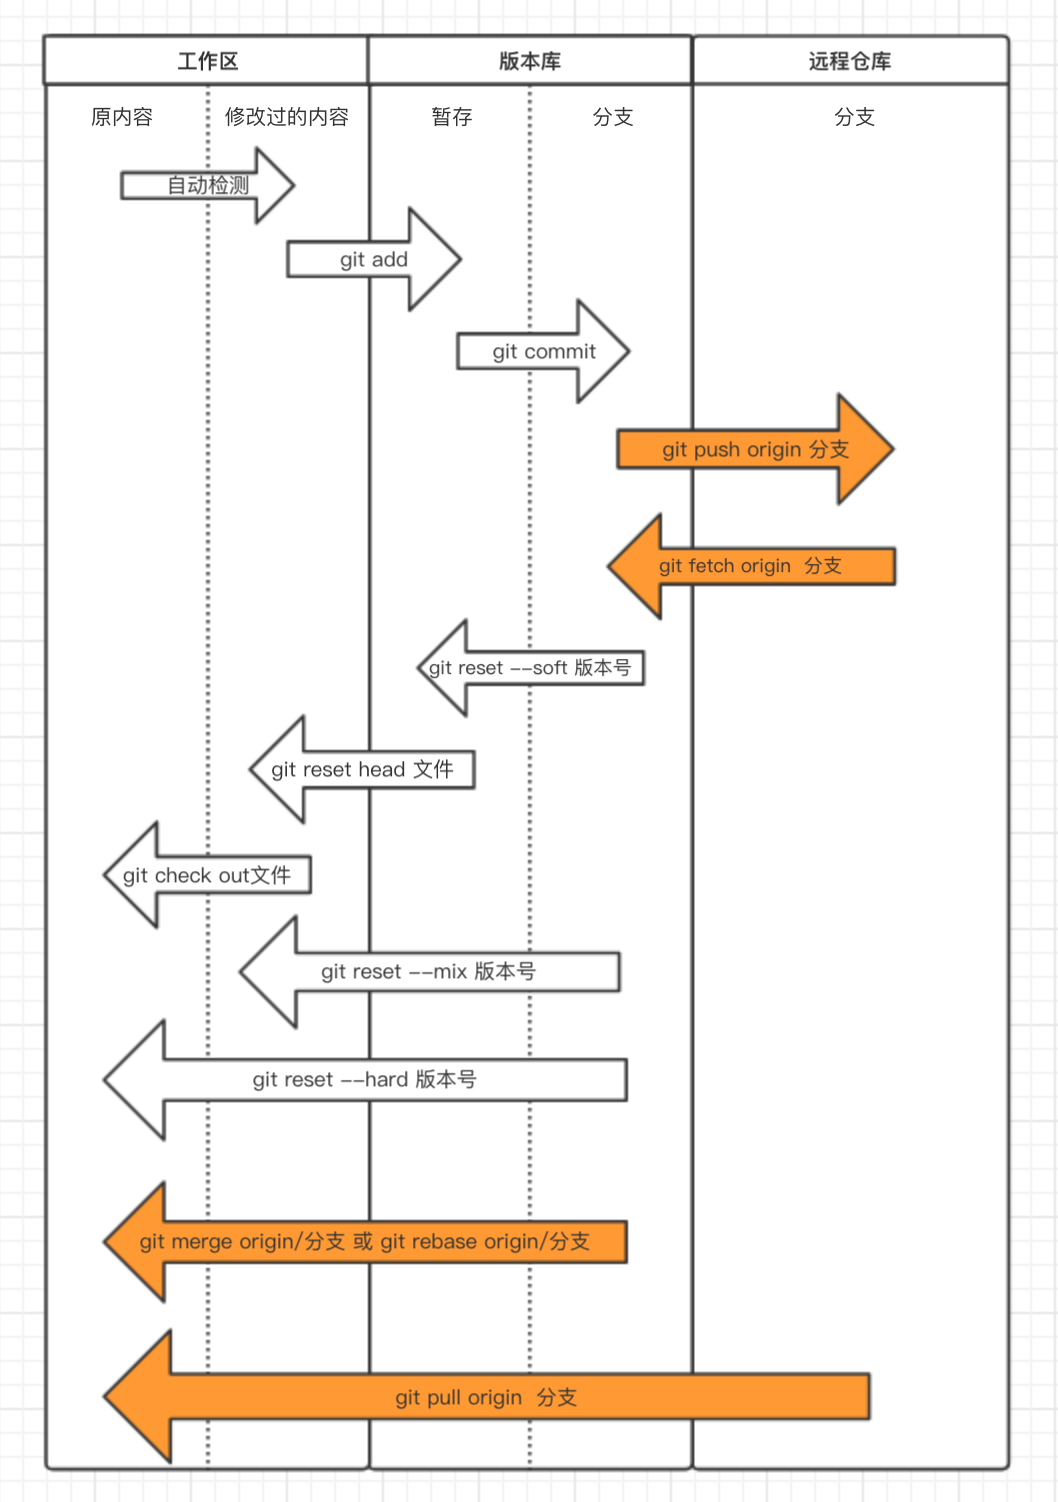 工作区 版本库 远程仓库
原内容 修改过的内容 暂存 分支 分支
自动检测
git add
git commit
git push origin 分支
git fetch origin 分支
git reset --soft 版本号
git reset head 文件
git check out文件
git reset --mix 版本号
git reset --hard 版本号
git merge origin/分支 或 git rebase origin/分支
git pull origin 分支